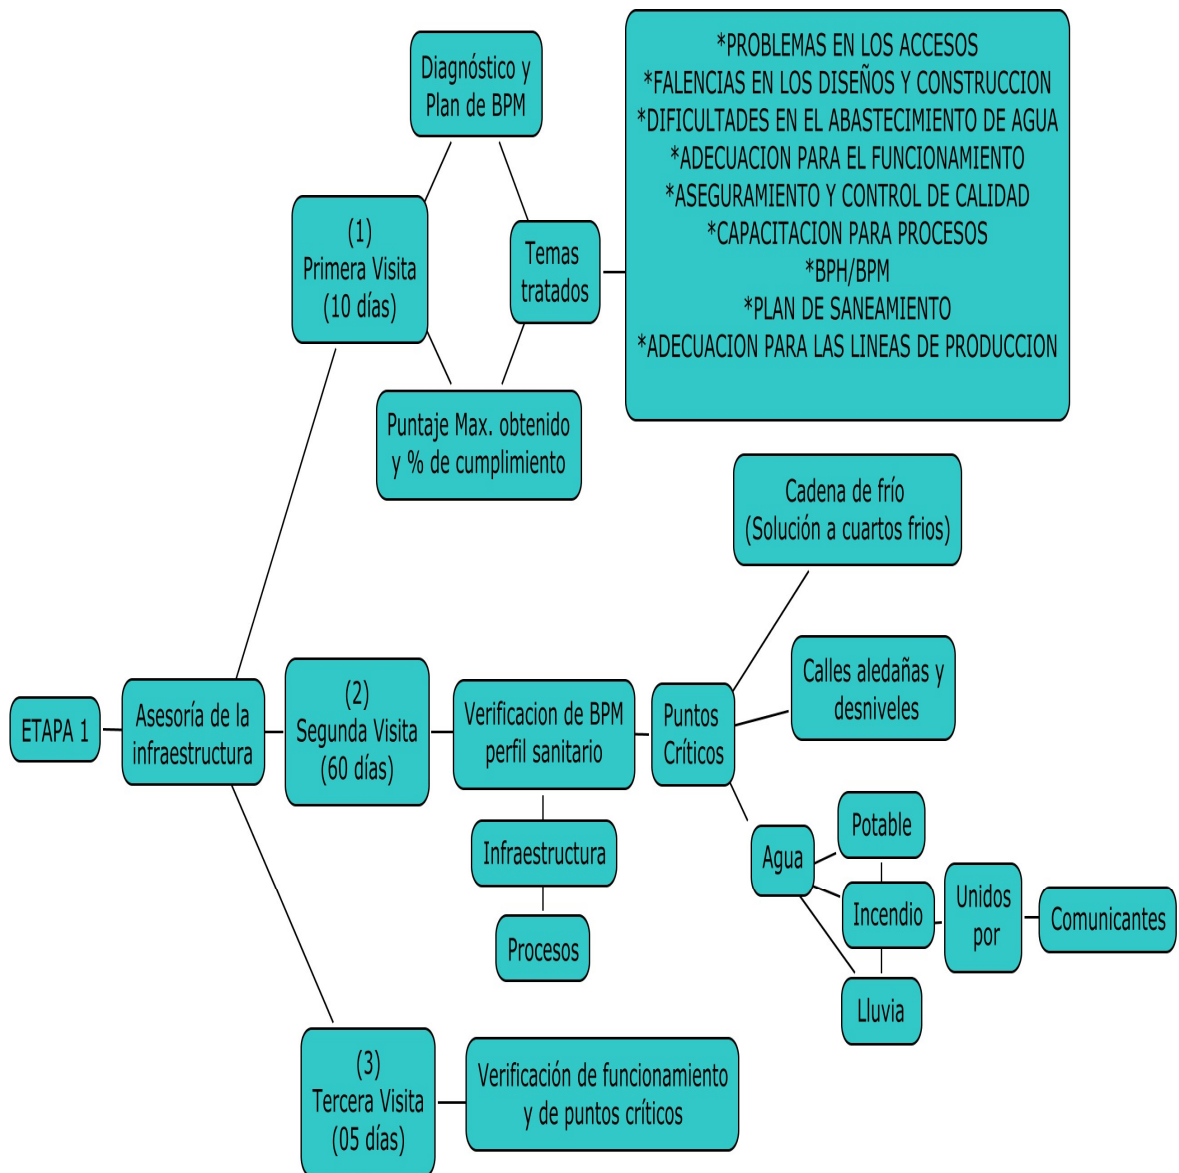 Diagnóstico y
Plan de BPM
*PROBLEMAS EN LOS ACCESOS
*FALENCIAS EN LOS DISEÑOS Y CONSTRUCCION
*DIFICULTADES EN EL ABASTECIMIENTO DE AGUA
*ADECUACION PARA EL FUNCIONAMIENTO
*ASEGURAMIENTO Y CONTROL DE CALIDAD
*CAPACITACION PARA PROCESOS
*BPH/BPM
*PLAN DE SANEAMIENTO
*ADECUACION PARA LAS LINEAS DE PRODUCCION
(1)
Primera Visita
(10 días)
Temas
tratados
Puntaje Max. obtenido
y % de cumplimiento
Cadena de frío
(Solución a cuartos frios)
Calles aledañas y
desniveles
ETAPA 1
Asesoría de la
infraestructura
(2)
Segunda Visita
(60 días)
Verificacion de BPM
perfil sanitario
Puntos
Críticos
Infraestructura
Procesos
Agua
Potable
Incendio
Lluvia
Unidos
por
Comunicantes
(3)
Tercera Visita
(05 días)
Verificación de funcionamiento
y de puntos críticos